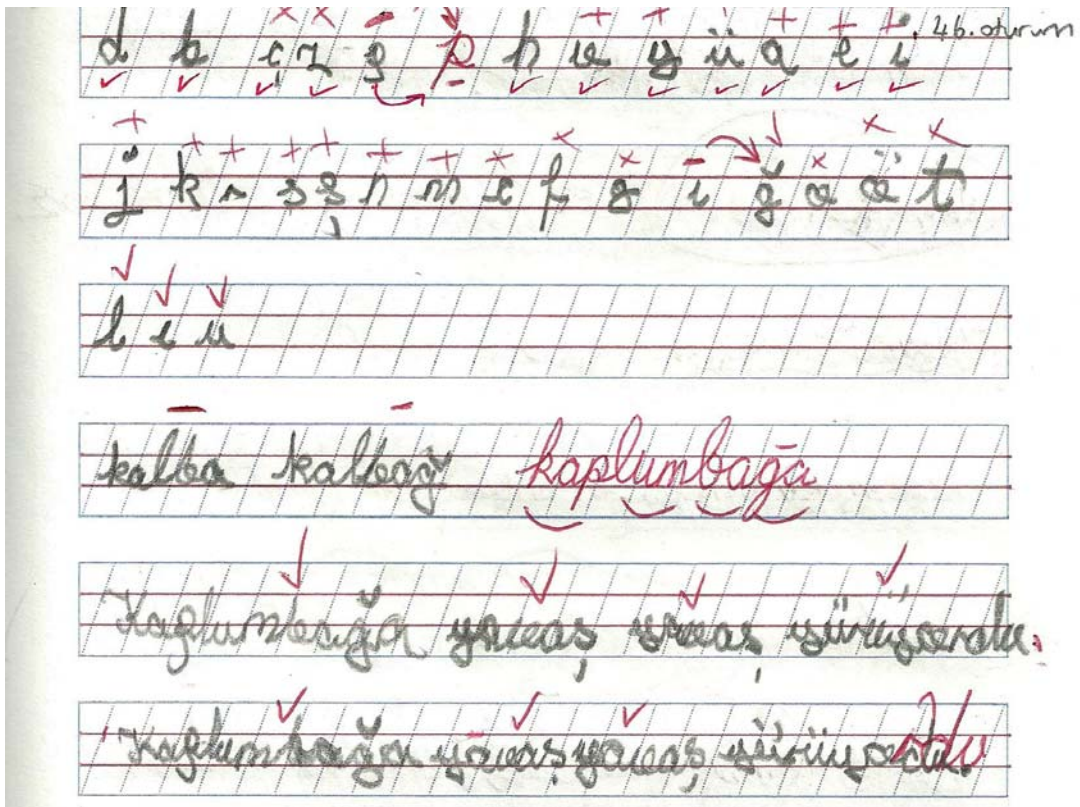 46. oturum
d b ç z g p h v y ü a e i
j k r s ş n m c f g i ğ o ö t
l ı u
kalba kalbağ kaplumbağa
Kaplumbağa yavaş yavaş yürüyordu.
Kaplumbağa yavaş yavaş yürüyordu